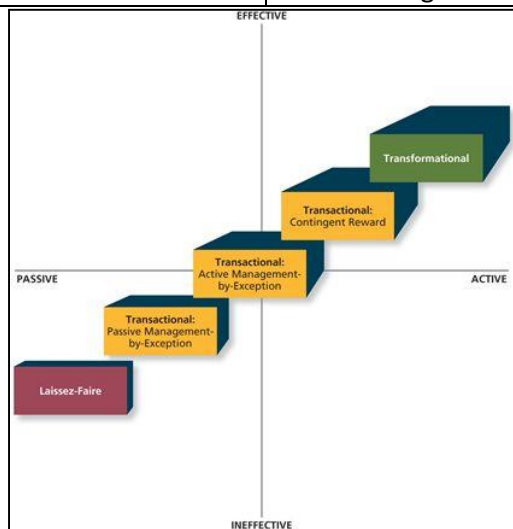 EFFECTIVE
Transformational
Transactional:
Contingent Reward
Transactional:
Active Management-
by-Exception
PASSIVE
ACTIVE
Transactional:
Passive Management-
by-Exception
Laissez-Faire
INEFFECTIVE